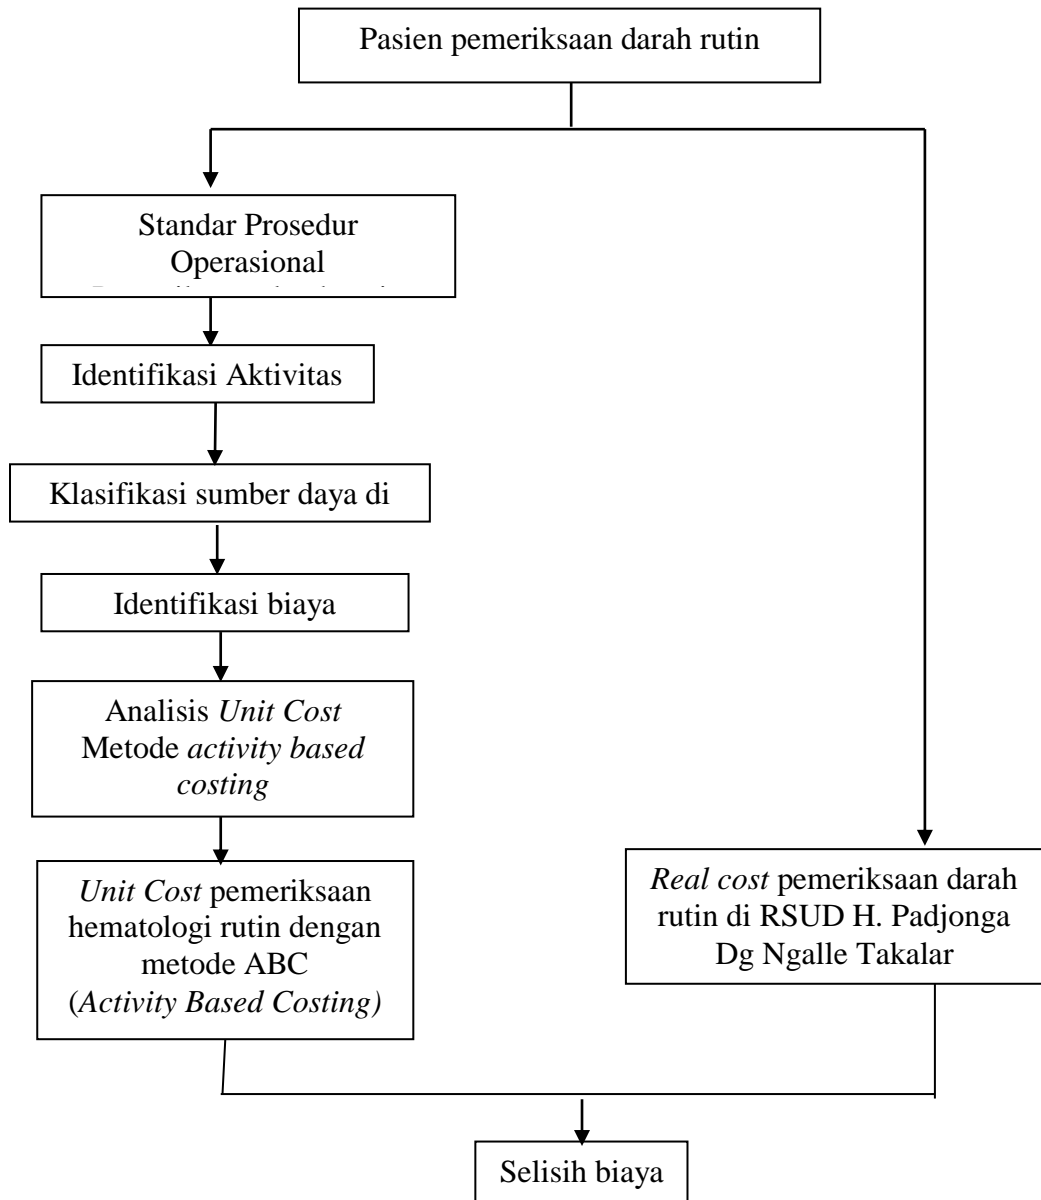 Pasien pemeriksaan darah rutin
Standar Prosedur
Operasional
Identifikasi Aktivitas
Klasifikasi sumber daya di
Identifikasi biaya
Analisis Unit Cost
Metode activity based
costing
Unit Cost pemeriksaan
hematologi rutin dengan
metode ABC
(Activity Based Costing)
Real cost pemeriksaan darah
rutin di RSUD H. Padjonga
Dg Ngalle Takalar
Selisih biaya